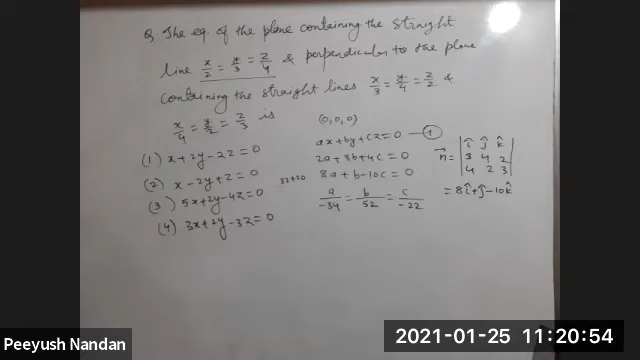 Q The eq of the plane containing the straight
line x/2 = y/3 = z/4 & perpendicular to the plane
containing the straight lines x/3 = y/4 = z/2 &
x/4 = y/2 = z/3 is
(1) x+2y-2z=0
(2) x-2y+z=0
(3) 5x+2y-4z=0
(4) 3x+2y-3z=0
(0,0,0)
ax+by+cz=0 —①
2a+3b+4c=0
8a+b-10c=0
32+20
a/-34 = b/52 = c/-22
n⃗ = | î ĵ k̂ |
| 3 4 2 |
| 4 2 3 |
= 8î+ĵ-10k̂
Peeyush Nandan
2021-01-25 11:20:54